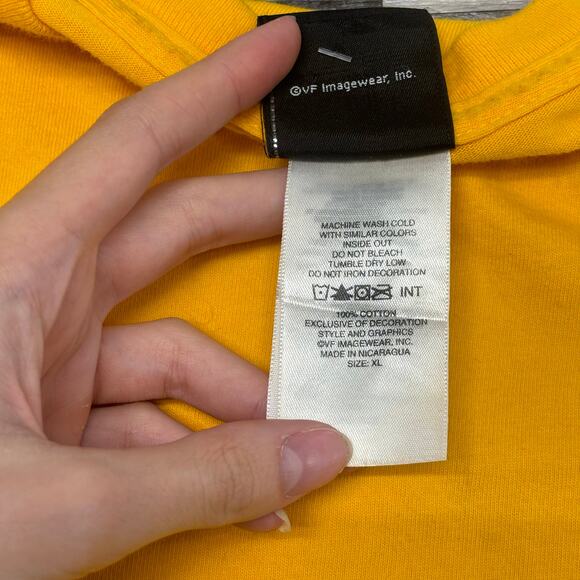 ©VF Imagewear, Inc.
MACHINE WASH COLD
WITH SIMILAR COLORS
INSIDE OUT
DO NOT BLEACH
TUMBLE DRY LOW
DO NOT IRON DECORATION
INT
100% COTTON
EXCLUSIVE OF DECORATION
STYLE AND GRAPHICS
©VF IMAGEWEAR, INC.
MADE IN NICARAGUA
SIZE: XL